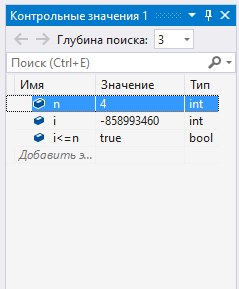 Контрольные значения 1
Глубина поиска: 3
Поиск (Ctrl+E)
Имя Значение Тип
n 4 int
i -858993460 int
i<=n true bool
Добавить э...